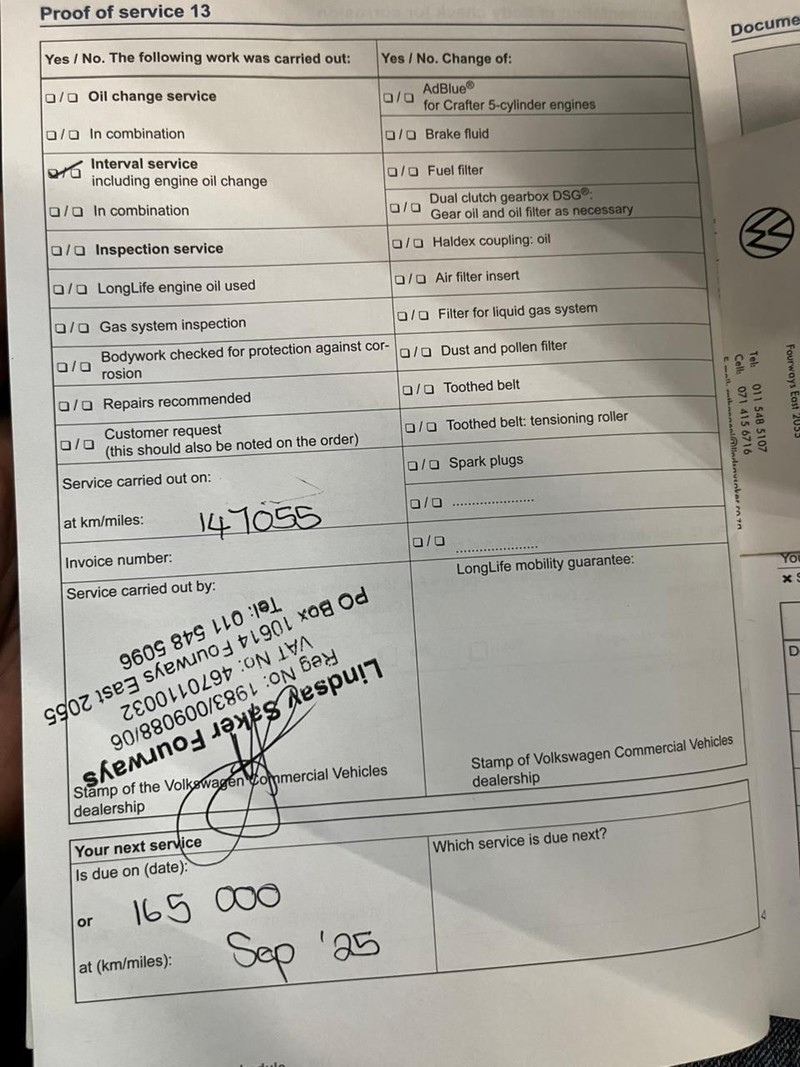 Proof of service 13
Yes / No. The following work was carried out:
❏ / ❏ Oil change service
❏ / ❏ In combination
❏ / ❏ Interval service
including engine oil change
❏ / ❏ In combination
❏ / ❏ Inspection service
❏ / ❏ LongLife engine oil used
❏ / ❏ Gas system inspection
❏ / ❏ Bodywork checked for protection against cor-
rosion
❏ / ❏ Repairs recommended
❏ / ❏ Customer request
(this should also be noted on the order)
Service carried out on:
at km/miles: 147055
Invoice number:
Service carried out by:
Lindsay Saker Fourways
Reg No: 1983/009088/06
VAT No: 4670110032
PO Box 10614 Fourways East 2055
Tel: 011 548 5096
Stamp of the Volkswagen Commercial Vehicles
dealership
Yes / No. Change of:
❏ / ❏ AdBlue®
for Crafter 5-cylinder engines
❏ / ❏ Brake fluid
❏ / ❏ Fuel filter
❏ / ❏ Dual clutch gearbox DSG®:
Gear oil and oil filter as necessary
❏ / ❏ Haldex coupling: oil
❏ / ❏ Air filter insert
❏ / ❏ Filter for liquid gas system
❏ / ❏ Dust and pollen filter
❏ / ❏ Toothed belt
❏ / ❏ Toothed belt: tensioning roller
❏ / ❏ Spark plugs
❏ / ❏ ....................
❏ / ❏ ....................
LongLife mobility guarantee:
Stamp of Volkswagen Commercial Vehicles
dealership
Your next service
Is due on (date):
or 165 000
at (km/miles): Sep '25
Which service is due next?
Docume
Fourways East 2055
Tel: 011 548 5107
Cell: 071 415 6716
You